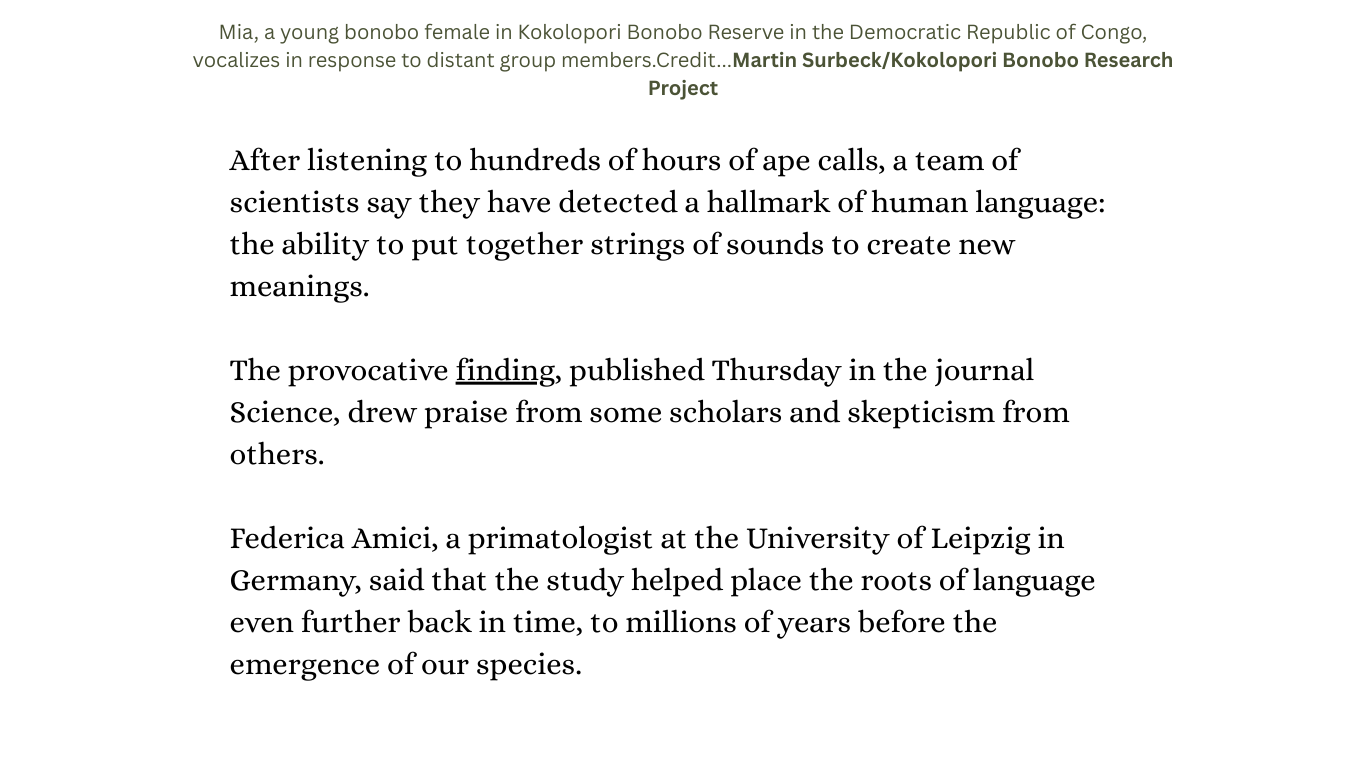 Mia, a young bonobo female in Kokolopori Bonobo Reserve in the Democratic Republic of Congo,
vocalizes in response to distant group members.Credit...Martin Surbeck/Kokolopori Bonobo Research
Project
After listening to hundreds of hours of ape calls, a team of
scientists say they have detected a hallmark of human language:
the ability to put together strings of sounds to create new
meanings.
The provocative finding, published Thursday in the journal
Science, drew praise from some scholars and skepticism from
others.
Federica Amici, a primatologist at the University of Leipzig in
Germany, said that the study helped place the roots of language
even further back in time, to millions of years before the
emergence of our species.